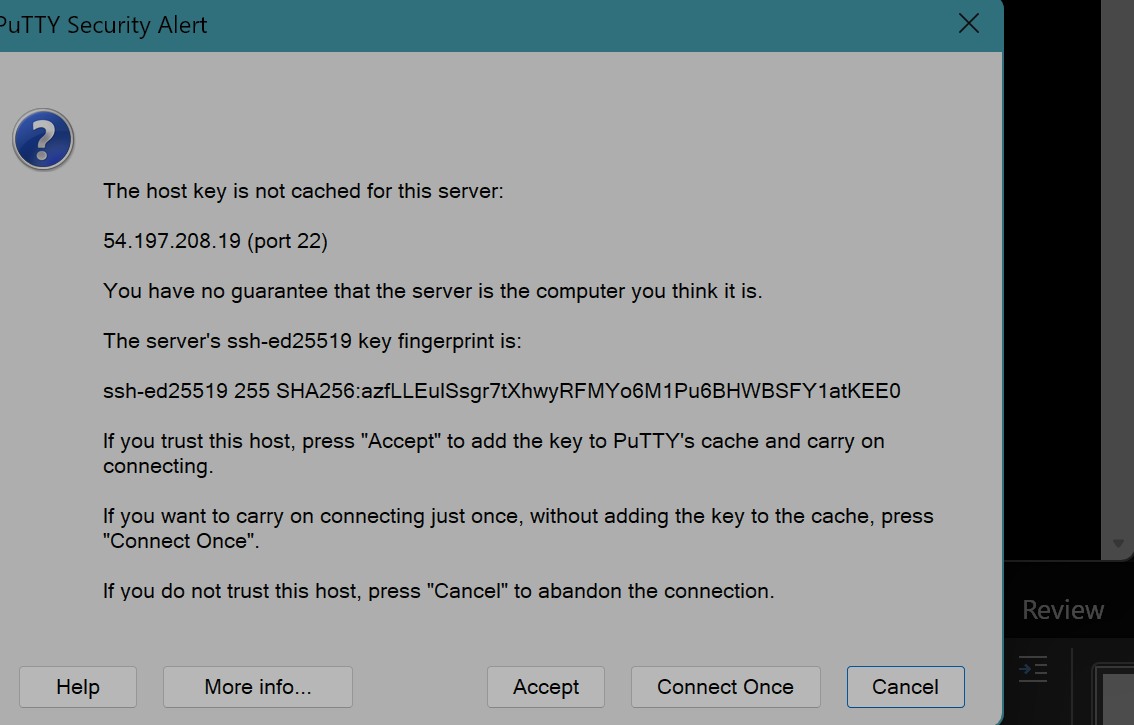 PuTTY Security Alert
?
The host key is not cached for this server:
54.197.208.19 (port 22)
You have no guarantee that the server is the computer you think it is.
The server's ssh-ed25519 key fingerprint is:
ssh-ed25519 255 SHA256:azfLLEulSsgr7tXhwyRFMYo6M1Pu6BHWBSFY1atKEE0
If you trust this host, press "Accept" to add the key to PuTTY's cache and carry on
connecting.
If you want to carry on connecting just once, without adding the key to the cache, press
"Connect Once".
If you do not trust this host, press "Cancel" to abandon the connection.
Help
More info...
Accept
Connect Once
Cancel
Review